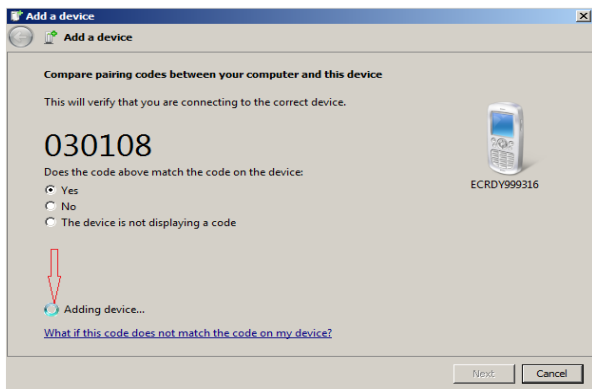 Add a device
Add a device
Compare pairing codes between your computer and this device
This will verify that you are connecting to the correct device.
030108
Does the code above match the code on the device:
ECRDY999316
Yes
No
The device is not displaying a code
Adding device...
What if this code does not match the code on my device?
Next
Cancel